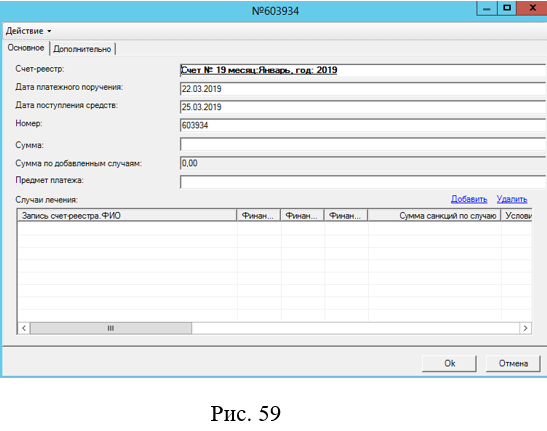 №603934
Действие
Основное Дополнительно
Счет-реестр: Счет № 19 месяц:Январь, год: 2019
Дата платежного поручения: 22.03.2019
Дата поступления средств: 25.03.2019
Номер: 603934
Сумма:
Сумма по добавленным случаям: 0,00
Предмет платежа:
Случаи лечения: Добавить Удалить
Запись счет-реестра.ФИО Финан... Финан... Финан... Сумма санкций по случаю Услови
Ok Отмена
Рис. 59